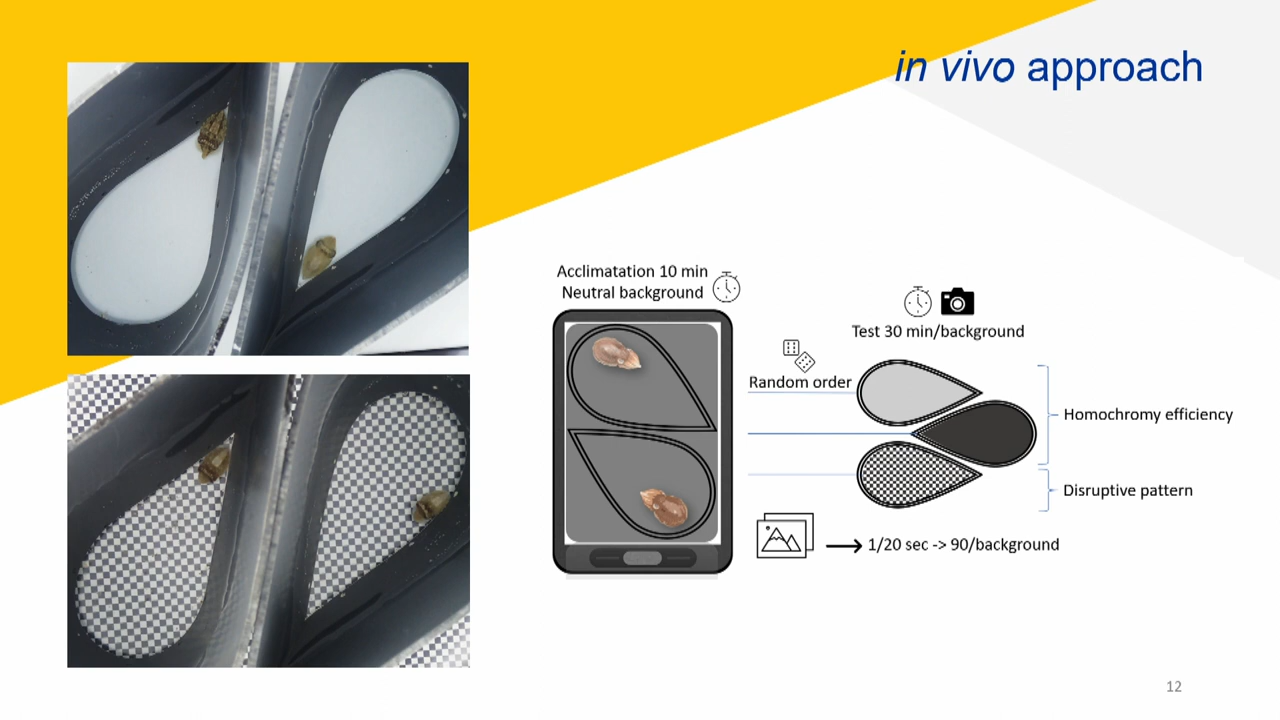 in vivo approach
Acclimatation 10 min
Neutral background
Test 30 min/background
Random order
Homochromy efficiency
Disruptive pattern
1/20 sec -> 90/background
12